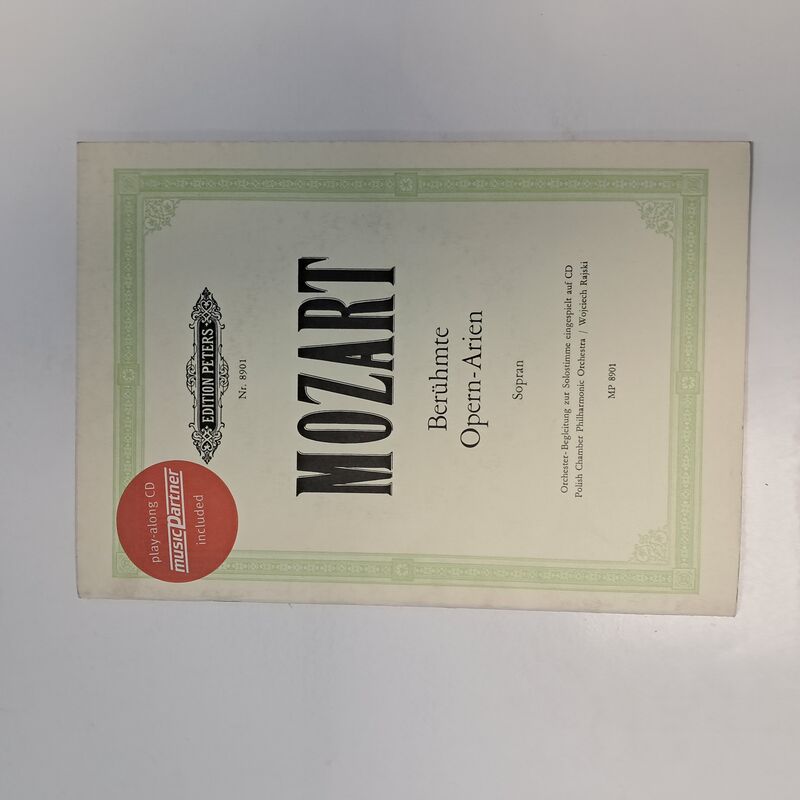 EDITION PETERS
Nr. 8901
MOZART
Berühmte
Opern-Arien
Sopran
Orchester-Begleitung zur Solostimme eingespielt auf CD
Polish Chamber Philharmonic Orchestra / Wojciech Rajski
MP 8901
play-along CD
musicpartner
included